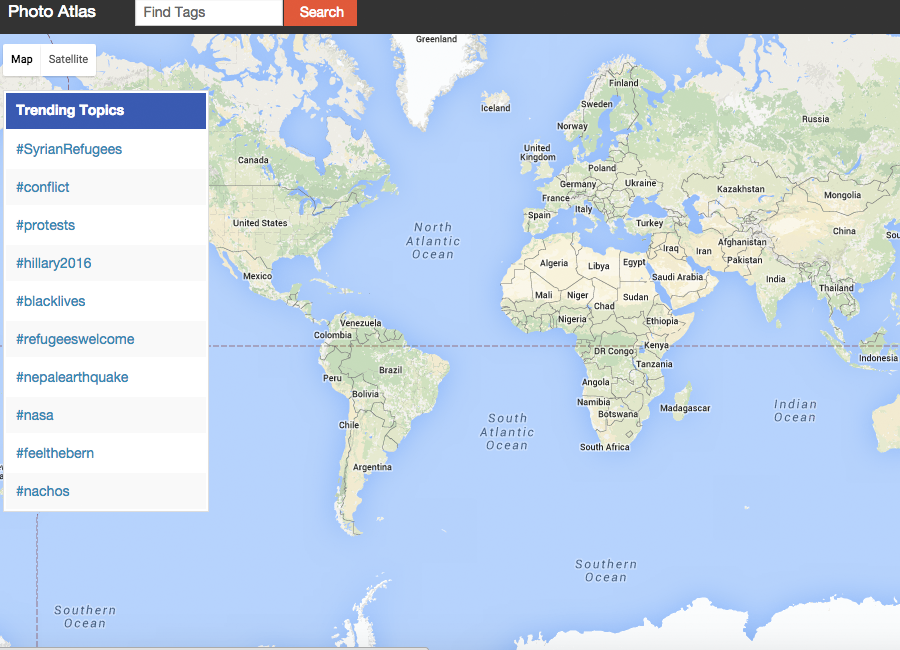 Photo Atlas
Find Tags
Search
Map
Satellite
Trending Topics
#SyrianRefugees
#conflict
#protests
#hillary2016
#blacklives
#refugeeswelcome
#nepalearthquake
#nasa
#feelthebern
#nachos
Greenland
Iceland
Finland
Sweden
Norway
Russia
United
Kingdom
Canada
Poland
Germany
Ukraine
France
Kazakhstan
Mongolia
Italy
Spain
United States
Turkey
North
Atlantic
Ocean
China
Iraq
Iran
Afghanistan
Pakistan
Algeria
Libya
Egypt
Saudi Arabia
India
Mexico
Thailand
Mali
Niger
Chad
Sudan
Venezuela
Nigeria
Ethiopia
Colombia
Kenya
DR Congo
Indonesia
Tanzania
Peru
Brazil
Angola
Bolivia
Namibia
Botswana
Madagascar
Indian
Ocean
Chile
South
Atlantic
Ocean
South Africa
Argentina
Southern
Ocean
Southern
Ocean